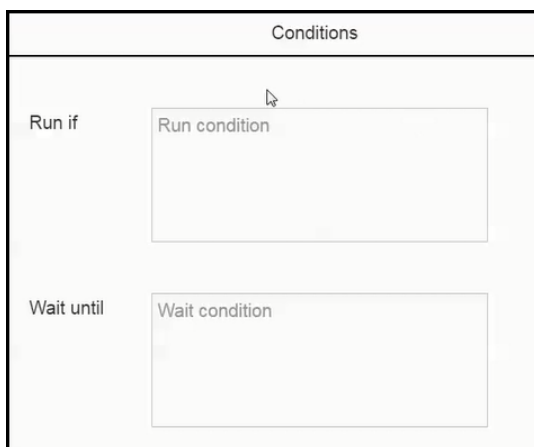 Conditions
Run if
Run condition
Wait until
Wait condition